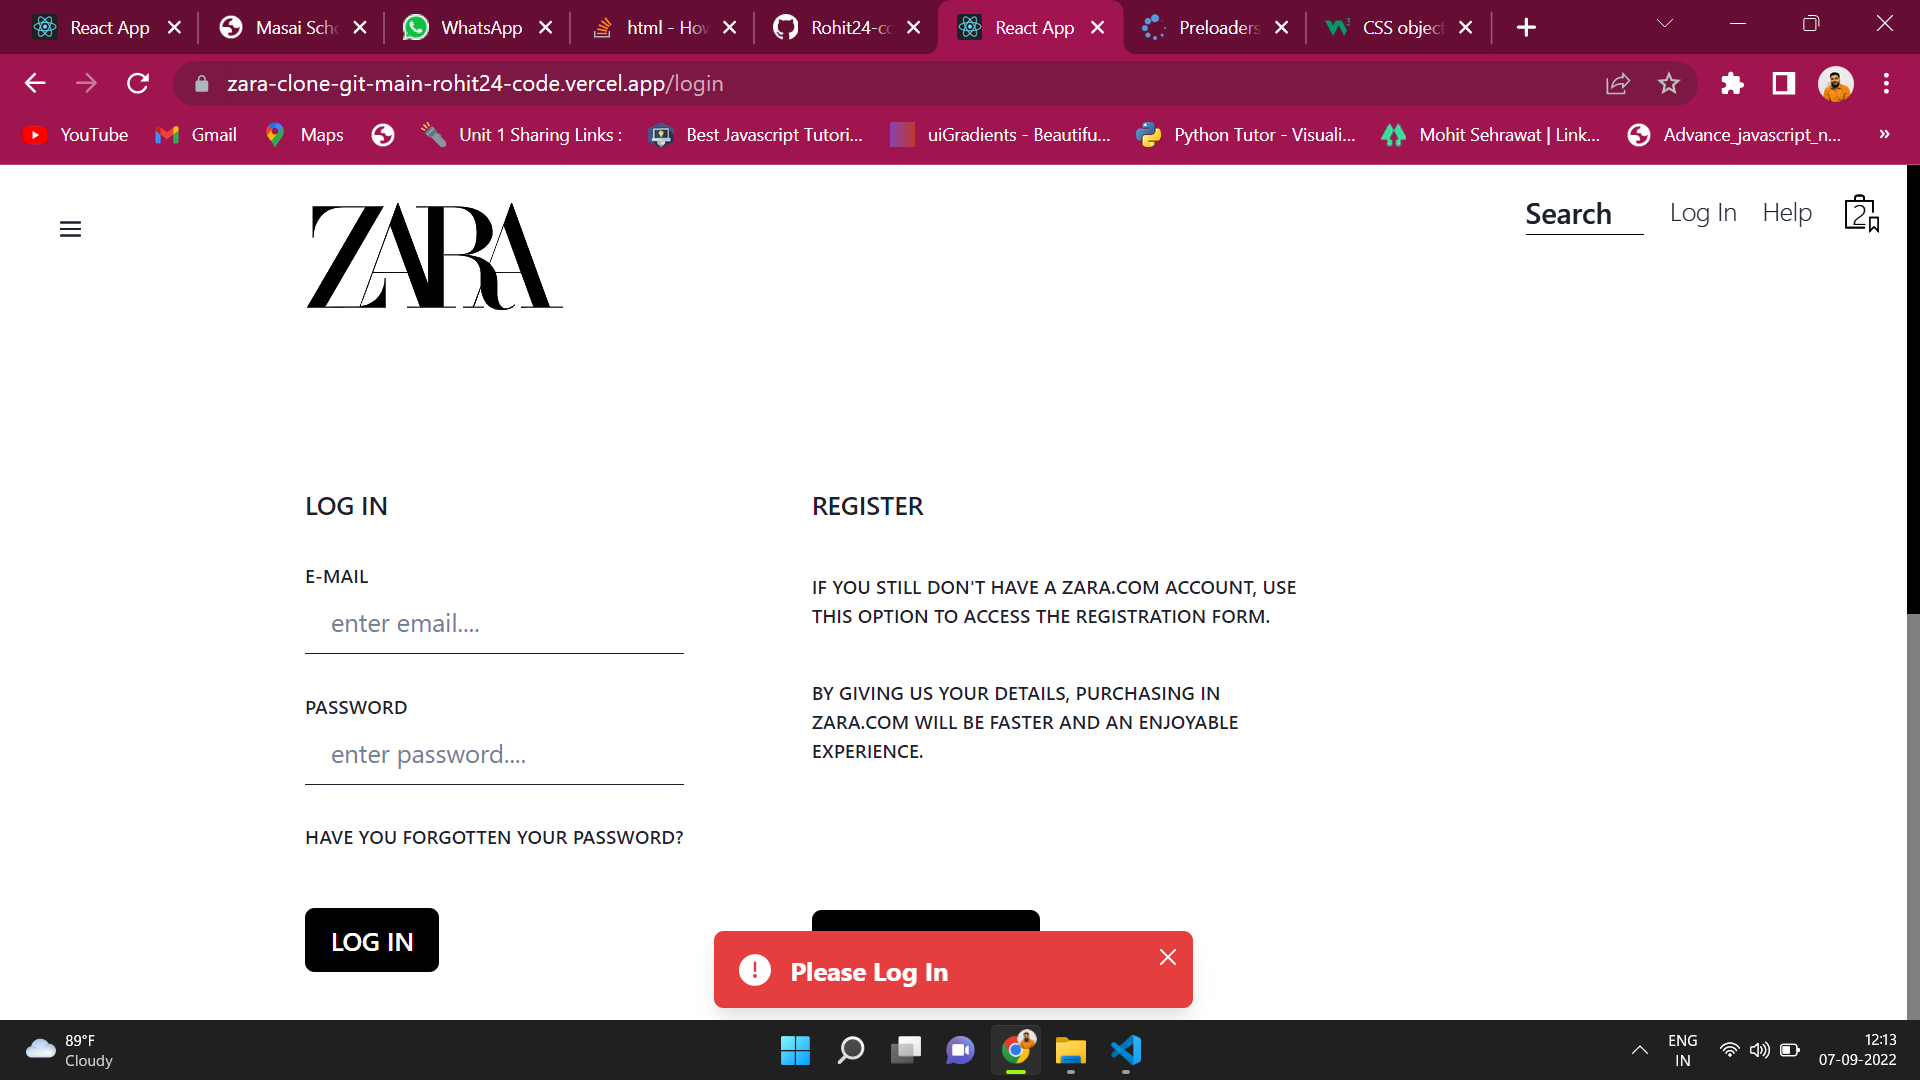 React App
Masai Sch
WhatsApp
html - How
Rohit24-co
React App
Preloaders
CSS object
zara-clone-git-main-rohit24-code.vercel.app/login
YouTube
Gmail
Maps
Unit 1 Sharing Links :
Best Javascript Tutori...
uiGradients - Beautifu...
Python Tutor - Visuali...
Mohit Sehrawat | Link...
Advance_javascript_n...
»
ZARA
Search
Log In
Help
2
LOG IN
REGISTER
E-MAIL
enter email....
IF YOU STILL DON'T HAVE A ZARA.COM ACCOUNT, USE
THIS OPTION TO ACCESS THE REGISTRATION FORM.
PASSWORD
enter password....
BY GIVING US YOUR DETAILS, PURCHASING IN
ZARA.COM WILL BE FASTER AND AN ENJOYABLE
EXPERIENCE.
HAVE YOU FORGOTTEN YOUR PASSWORD?
LOG IN
Please Log In
89°F
Cloudy
ENG
IN
12:13
07-09-2022